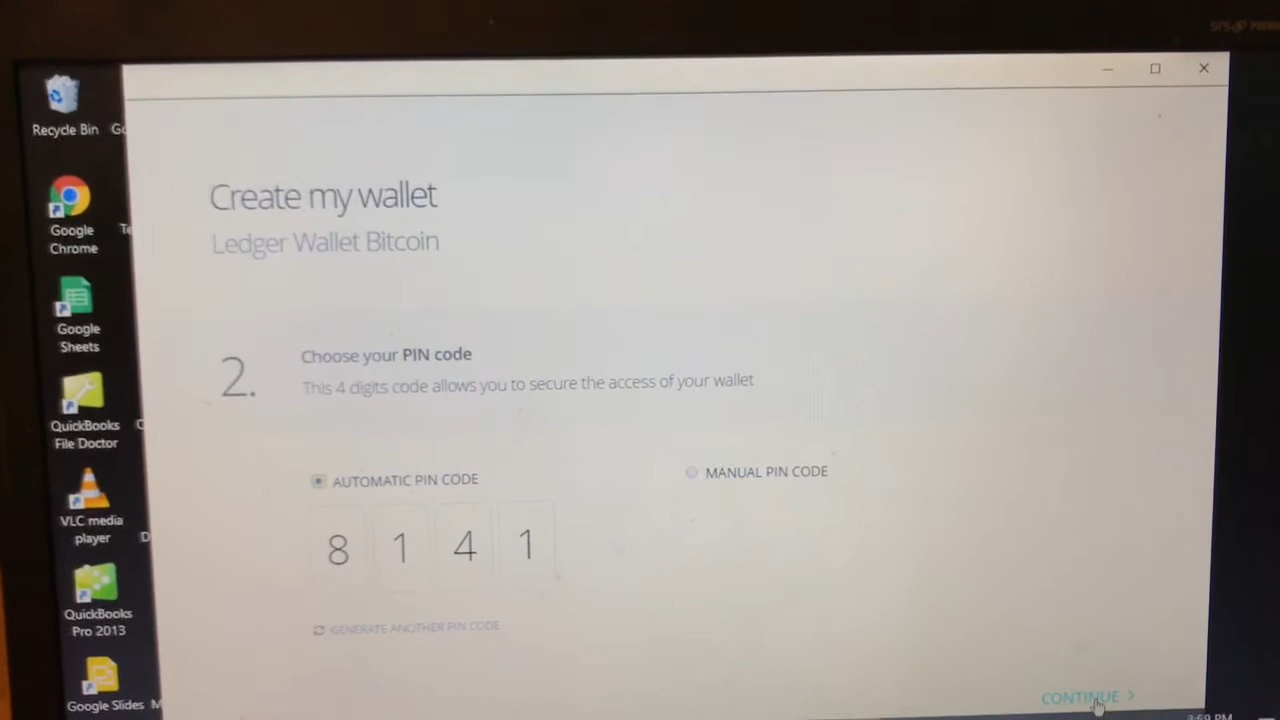 Recycle Bin
Google
Chrome
Google
Sheets
QuickBooks
File Doctor
VLC media
player
QuickBooks
Pro 2013
Google Slides
Create my wallet
Ledger Wallet Bitcoin
2.
Choose your PIN code
This 4 digits code allows you to secure the access of your wallet
AUTOMATIC PIN CODE
MANUAL PIN CODE
8 1 4 1
GENERATE ANOTHER PIN CODE
CONTINUE